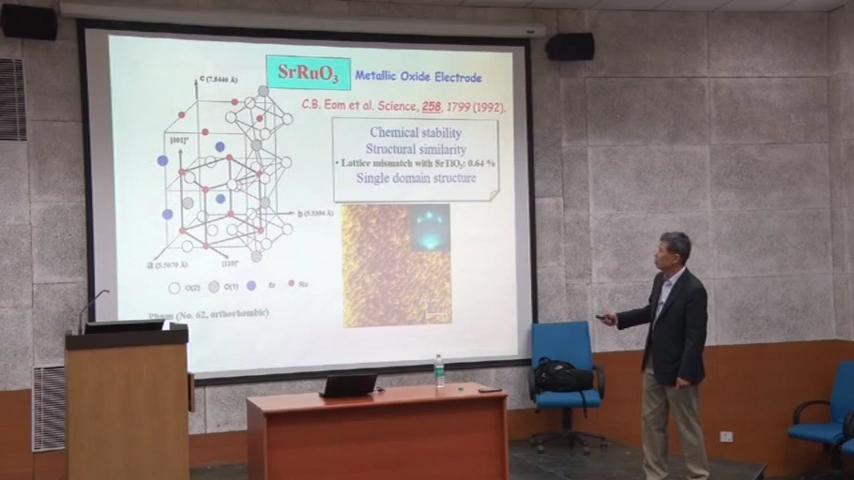 SrRuO3 Metallic Oxide Electrode
C.B. Eom et al. Science, 258, 1799 (1992).
Chemical stability
Structural similarity
• Lattice mismatch with SrTiO3: 0.64 %
Single domain structure
c (7.8446 Å)
[001]°
b (5.5304 Å)
a (5.5670 Å)
[110]°
O(2) O(1) Sr Ru
Pbnm (No. 62, orthorhombic)